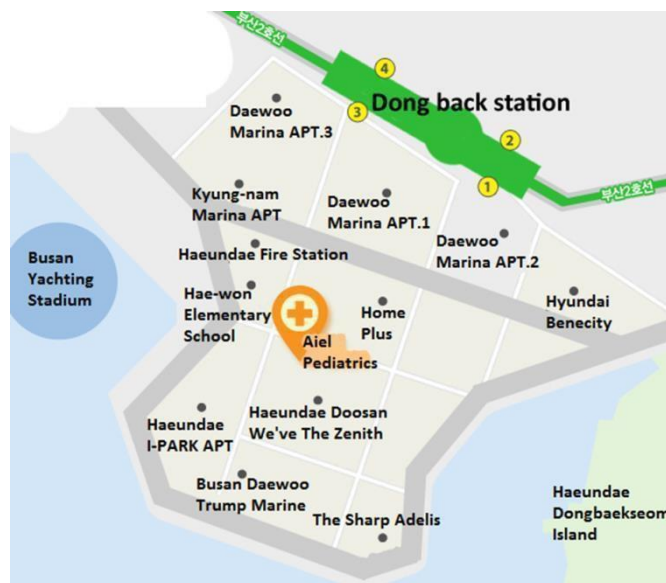 부산2호선
4
Dong back station
3
2
1
부산2호선
Daewoo
Marina APT.3
Kyung-nam
Marina APT
Daewoo
Marina APT.1
Daewoo
Marina APT.2
Haeundae Fire Station
Busan
Yachting
Stadium
Hae-won
Elementary
School
Home
Plus
Hyundai
Benecity
Aiel
Pediatrics
Haeundae
I-PARK APT
Haeundae Doosan
We've The Zenith
Busan Daewoo
Trump Marine
The Sharp Adelis
Haeundae
Dongbaekseom
Island